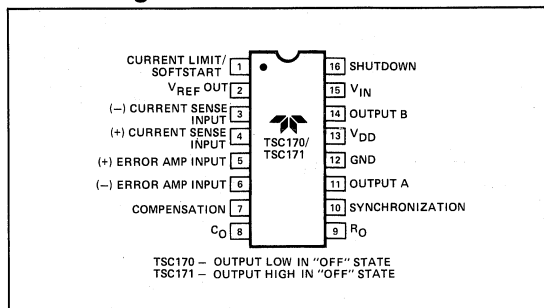 CURRENT LIMIT/
SOFTSTART 1
VREF OUT 2
(−) CURRENT SENSE
INPUT 3
(+) CURRENT SENSE
INPUT 4
(+) ERROR AMP INPUT 5
(−) ERROR AMP INPUT 6
COMPENSATION 7
CO 8
TSC170/
TSC171
16 SHUTDOWN
15 VIN
14 OUTPUT B
13 VDD
12 GND
11 OUTPUT A
10 SYNCHRONIZATION
9 RO
TSC170 – OUTPUT LOW IN "OFF" STATE
TSC171 – OUTPUT HIGH IN "OFF" STATE